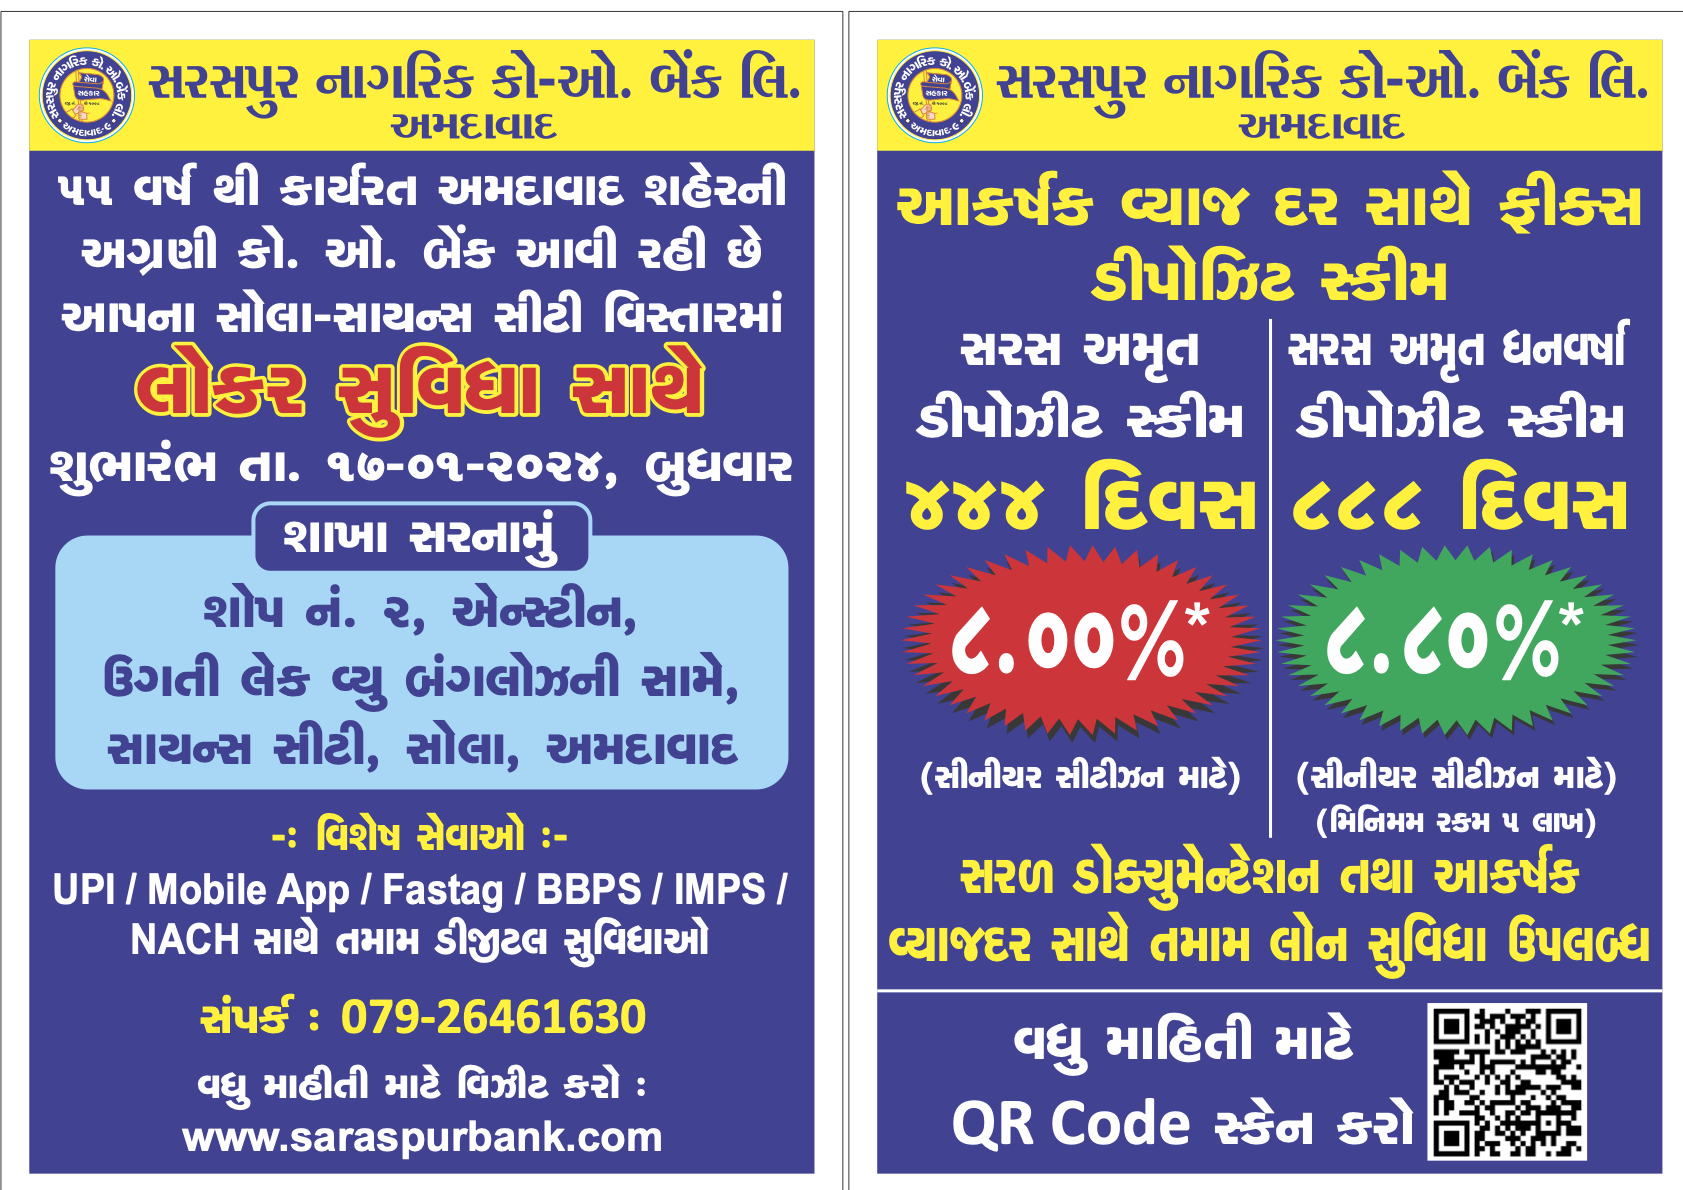 સરસપુર નાગરિક કો-ઓ. બેંક લિ.
અમદાવાદ
૫૫ વર્ષ થી કાર્યરત અમદાવાદ શહેરની
અગ્રણી કો. ઓ. બેંક આવી રહી છે
આપના સોલા-સાયન્સ સીટી વિસ્તારમાં
લોકર સુવિધા સાથે
શુભારંભ તા. ૧૭-૦૧-૨૦૨૪, બુધવાર
શાખા સરનામું
શોપ નં. ૨, એન્સ્ટીન,
ઉગતી લેક વ્યુ બંગલોઝની સામે,
સાયન્સ સીટી, સોલા, અમદાવાદ
-ઃ વિશેષ સેવાઓ ઃ-
UPI / Mobile App / Fastag / BBPS / IMPS /
NACH સાથે તમામ ડીજીટલ સુવિધાઓ
સંપર્ક : 079-26461630
વધુ માહીતી માટે વિઝીટ કરો :
www.saraspurbank.com
સરસપુર નાગરિક કો-ઓ. બેંક લિ.
અમદાવાદ
આકર્ષક વ્યાજ દર સાથે ફીક્સ
ડીપોઝિટ સ્કીમ
સરસ અમૃત
ડીપોઝીટ સ્કીમ
૪૪૪ દિવસ
૮.૦૦%*
(સીનીયર સીટીઝન માટે)
સરસ અમૃત ધનવર્ષા
ડીપોઝીટ સ્કીમ
૮૮૮ દિવસ
૮.૮૦%*
(સીનીયર સીટીઝન માટે)
(મિનિમમ રકમ ૫ લાખ)
સરળ ડોક્યુમેન્ટેશન તથા આકર્ષક
વ્યાજદર સાથે તમામ લોન સુવિધા ઉપલબ્ધ
વધુ માહિતી માટે
QR Code સ્કેન કરો